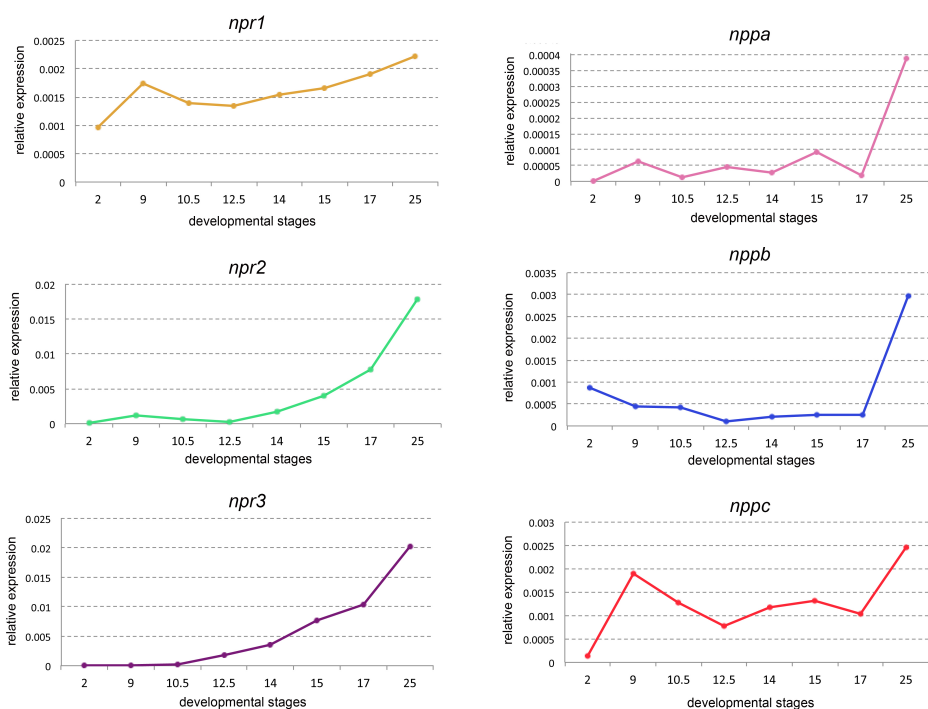 npr1
relative expression
0.0025
0.002
0.0015
0.001
0.0005
0
2 9 10.5 12.5 14 15 17 25
developmental stages
nppa
relative expression
0.0004
0.00035
0.0003
0.00025
0.0002
0.00015
0.0001
0.00005
0
2 9 10.5 12.5 14 15 17 25
developmental stages
npr2
relative expression
0.02
0.015
0.01
0.005
0
2 9 10.5 12.5 14 15 17 25
developmental stages
nppb
relative expression
0.0035
0.003
0.0025
0.002
0.0015
0.001
0.0005
0
2 9 10.5 12.5 14 15 17 25
developmental stages
npr3
relative expression
0.025
0.02
0.015
0.01
0.005
0
2 9 10.5 12.5 14 15 17 25
developmental stages
nppc
relative expression
0.003
0.0025
0.002
0.0015
0.001
0.0005
0
2 9 10.5 12.5 14 15 17 25
developmental stages